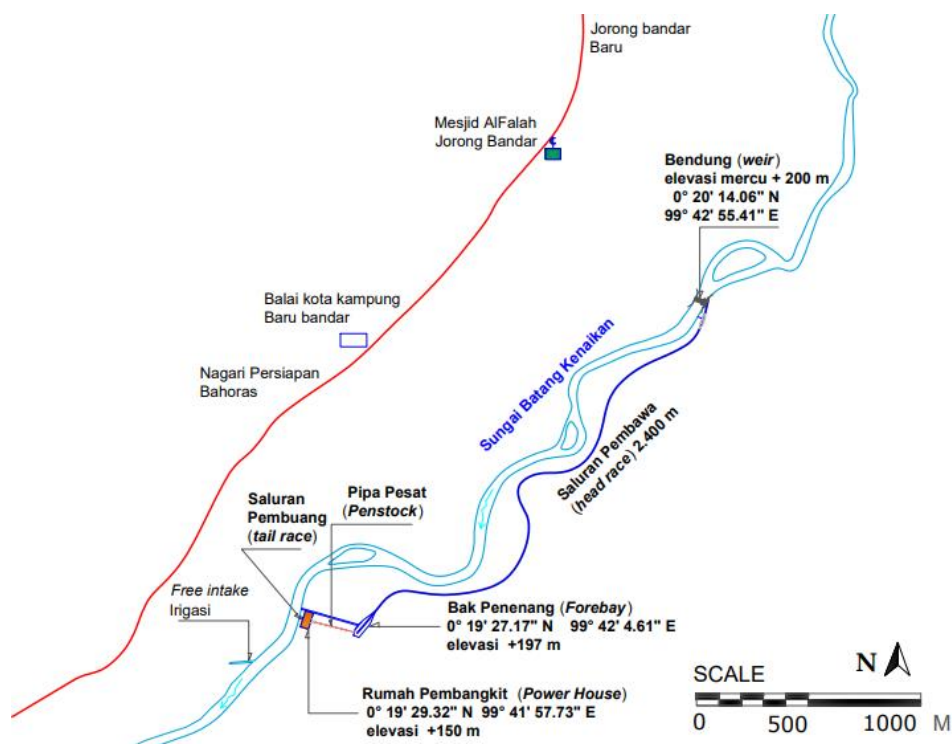 Jorong bandar
Baru
Mesjid AlFalah
Jorong Bandar
Bendung (weir)
elevasi mercu + 200 m
0° 20' 14.06" N
99° 42' 55.41" E
Balai kota kampung
Baru bandar
Nagari Persiapan
Bahoras
Sungai Batang Kenaikan
Saluran Pembawa
(head race) 2.400 m
Saluran
Pembuang
(tail race)
Pipa Pesat
(Penstock)
Free intake
Irigasi
Bak Penenang (Forebay)
0° 19' 27.17" N 99° 42' 4.61" E
elevasi +197 m
Rumah Pembangkit (Power House)
0° 19' 29.32" N 99° 41' 57.73" E
elevasi +150 m
SCALE
N
0 500 1000 M